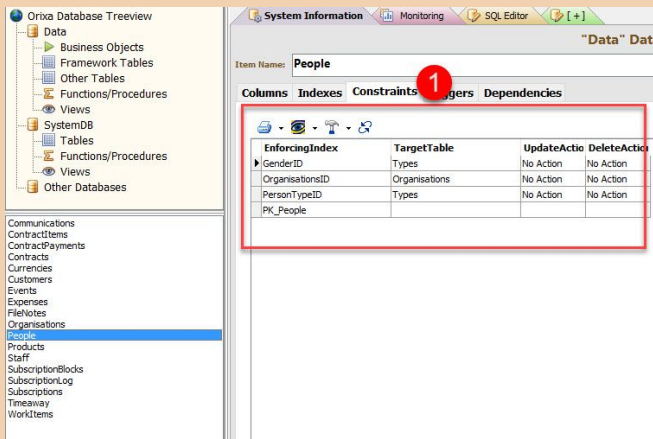 Orixa Database Treeview
Data
Business Objects
Framework Tables
Other Tables
Functions/Procedures
Views
SystemDB
Tables
Functions/Procedures
Views
Other Databases
Communications
ContractItems
ContractPayments
Contracts
Currencies
Customers
Events
Expenses
FileNotes
Organisations
People
Products
Staff
SubscriptionBlocks
SubscriptionLog
Subscriptions
Timeaway
WorkItems
System Information Monitoring SQL Editor [+]
"Data" Dat
Item Name: People
1
Columns Indexes Constraints ggers Dependencies
EnforcingIndex TargetTable UpdateActio DeleteAction
GenderID Types No Action No Action
OrganisationsID Organisations No Action No Action
PersonTypeID Types No Action No Action
PK_People